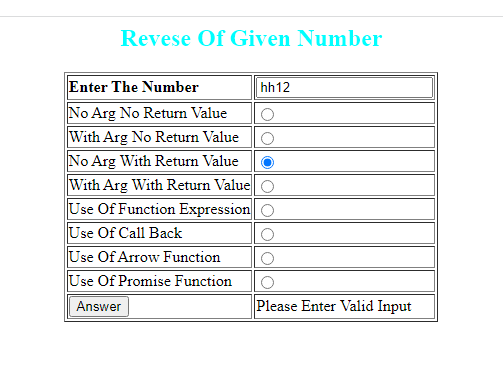 Revese Of Given Number
Enter The Number hh12
No Arg No Return Value
With Arg No Return Value
No Arg With Return Value
With Arg With Return Value
Use Of Function Expression
Use Of Call Back
Use Of Arrow Function
Use Of Promise Function
Answer Please Enter Valid Input